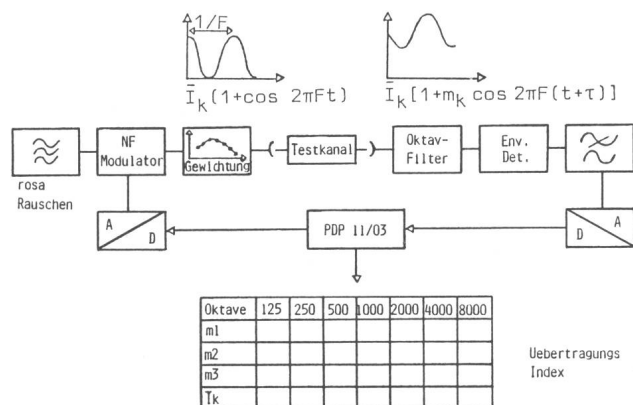 1/F
Ī_k(1+cos 2πFt)
Ī_k[1+m_k cos 2πF(t+τ)]
NF Modulator
Gewichtung
Testkanal
Oktav-Filter
Env. Det.
rosa Rauschen
A D
PDP 11/03
D A
Oktave 125 250 500 1000 2000 4000 8000
m1
m2
m3
Tk
Uebertragungs
Index